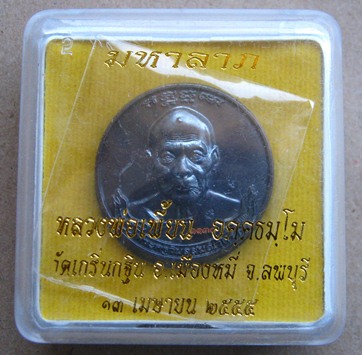 มหาลาภ
หลวงพ่อเพี้ยน อคฺคธมฺโม
วัดเกริ่นกฐิน อ.เมืองหมี่ จ.ลพบุรี
๑๓ เมษายน ๒๕๕๕